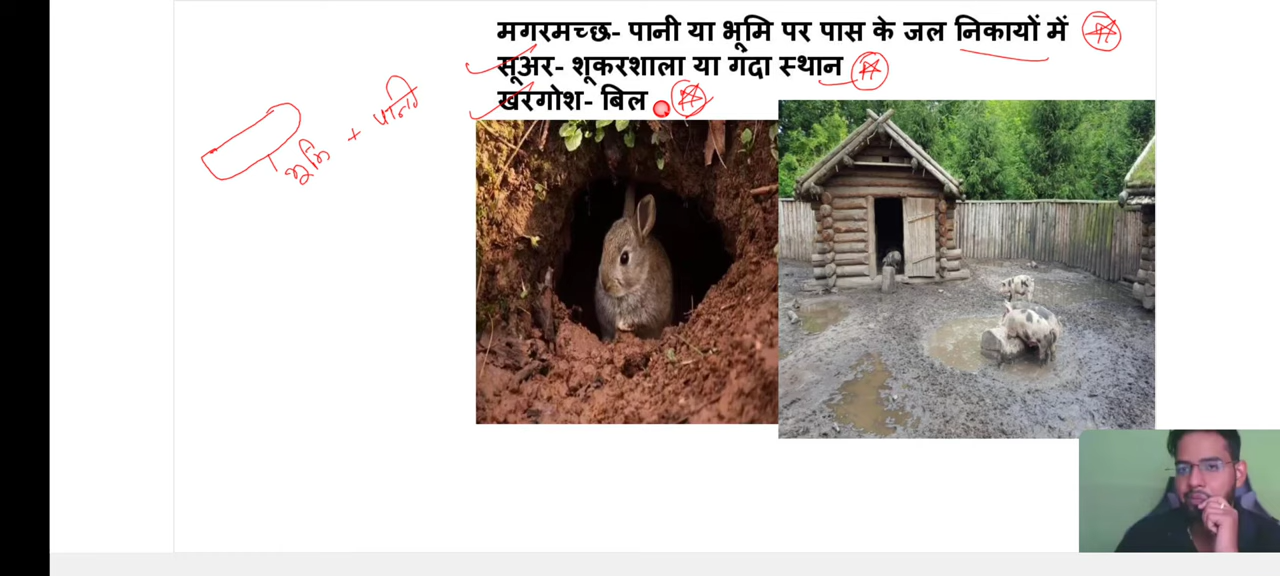 मगरमच्छ- पानी या भूमि पर पास के जल निकायों में
सूअर- शूकरशाला या गंदा स्थान
खरगोश- बिल
भूमि + पानी